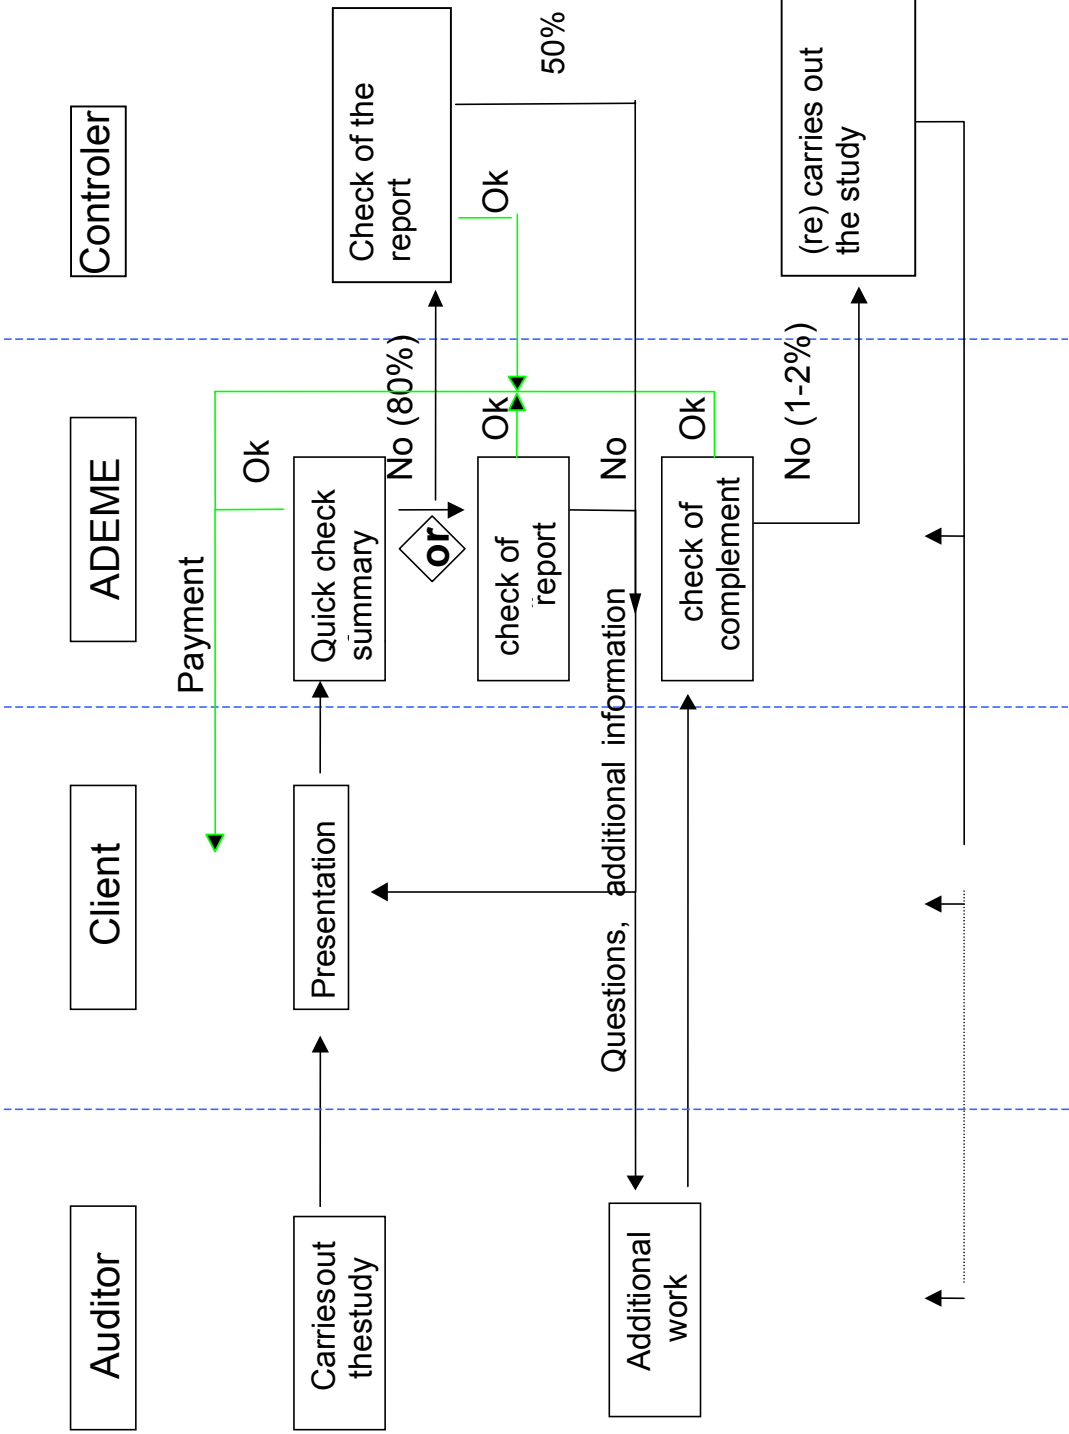 Auditor
Client
ADEME
Controler
Payment
Ok
Carriesout
thestudy
Presentation
Quick check
summary
No (80%)
or
Check of the
report
50%
Ok
check of
report
Ok
No
Questions, additional information
Additional
work
check of
complement
Ok
No (1-2%)
(re) carries out
the study